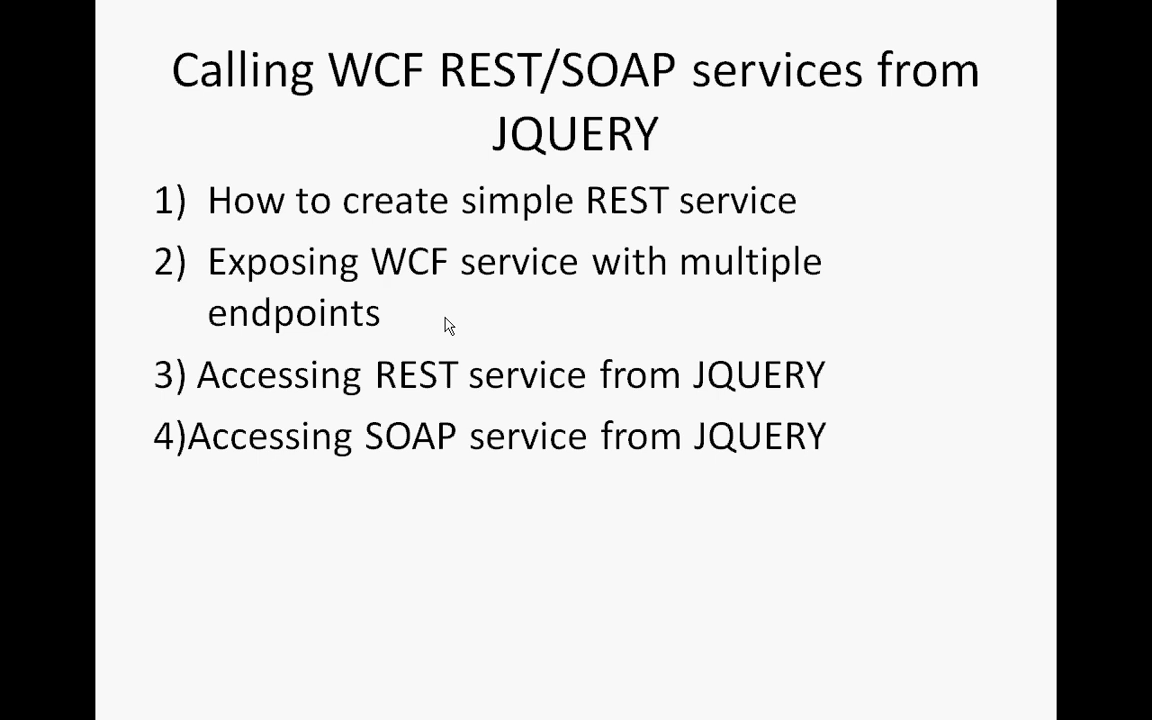 Calling WCF REST/SOAP services from
JQUERY
1) How to create simple REST service
2) Exposing WCF service with multiple
endpoints
3) Accessing REST service from JQUERY
4)Accessing SOAP service from JQUERY